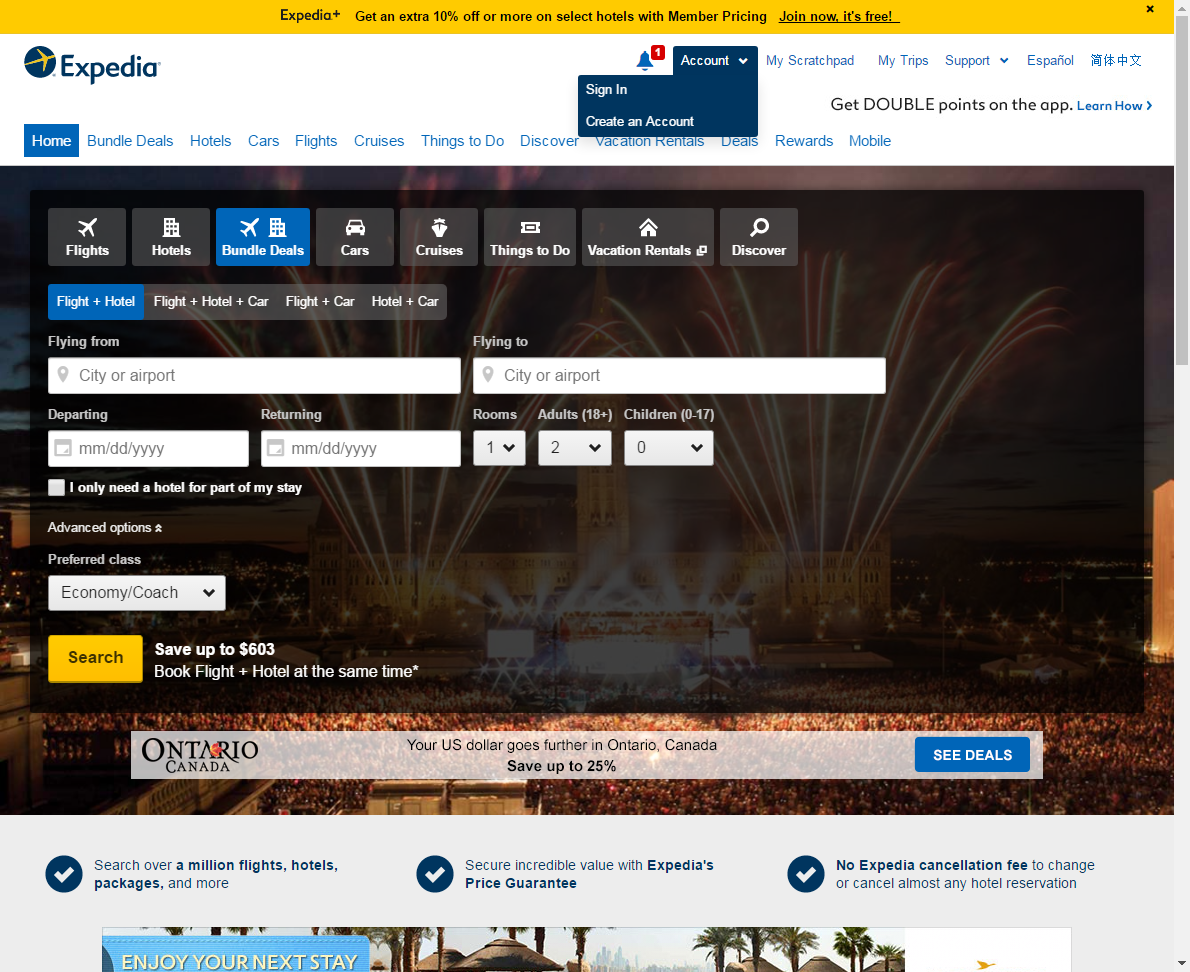 Expedia+ Get an extra 10% off or more on select hotels with Member Pricing Join now, it's free!
Expedia
1
Account My Scratchpad My Trips Support Español 简体中文
Sign In
Create an Account
Get DOUBLE points on the app. Learn How
Home Bundle Deals Hotels Cars Flights Cruises Things to Do Discover Vacation Rentals Deals Rewards Mobile
Flights Hotels Bundle Deals Cars Cruises Things to Do Vacation Rentals Discover
Flight + Hotel Flight + Hotel + Car Flight + Car Hotel + Car
Flying from Flying to
City or airport City or airport
Departing Returning Rooms Adults (18+) Children (0-17)
mm/dd/yyyy mm/dd/yyyy 1 2 0
I only need a hotel for part of my stay
Advanced options
Preferred class
Economy/Coach
Search
Save up to $603
Book Flight + Hotel at the same time*
ONTARIO
CANADA
Your US dollar goes further in Ontario, Canada
Save up to 25%
SEE DEALS
Search over a million flights, hotels,
packages, and more
Secure incredible value with Expedia's
Price Guarantee
No Expedia cancellation fee to change
or cancel almost any hotel reservation
ENJOY YOUR NEXT STAY